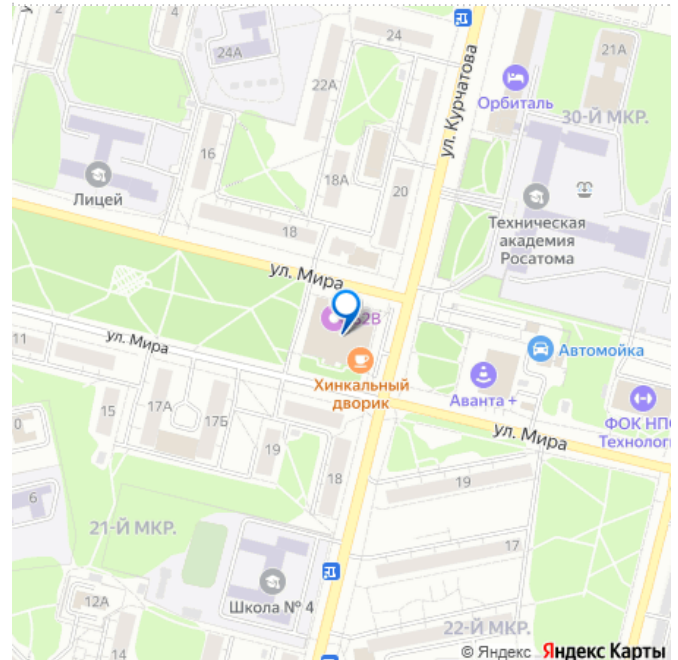 2
4
24
24А
22А
21А
ул. Курчатова
Орбиталь
30-Й МКР.
16
18А
20
Лицей
18
Техническая
академия
Росатома
ул. Мира
ул. Мира
11
Автомойка
Хинкальный
дворик
Аванта +
15
17А
17Б
19
18
ул. Мира
ФОК НПО
Технолог
19
6
21-Й МКР.
17
Школа № 4
12А
14
22-Й МКР.
© Яндекс Яндекс Карты